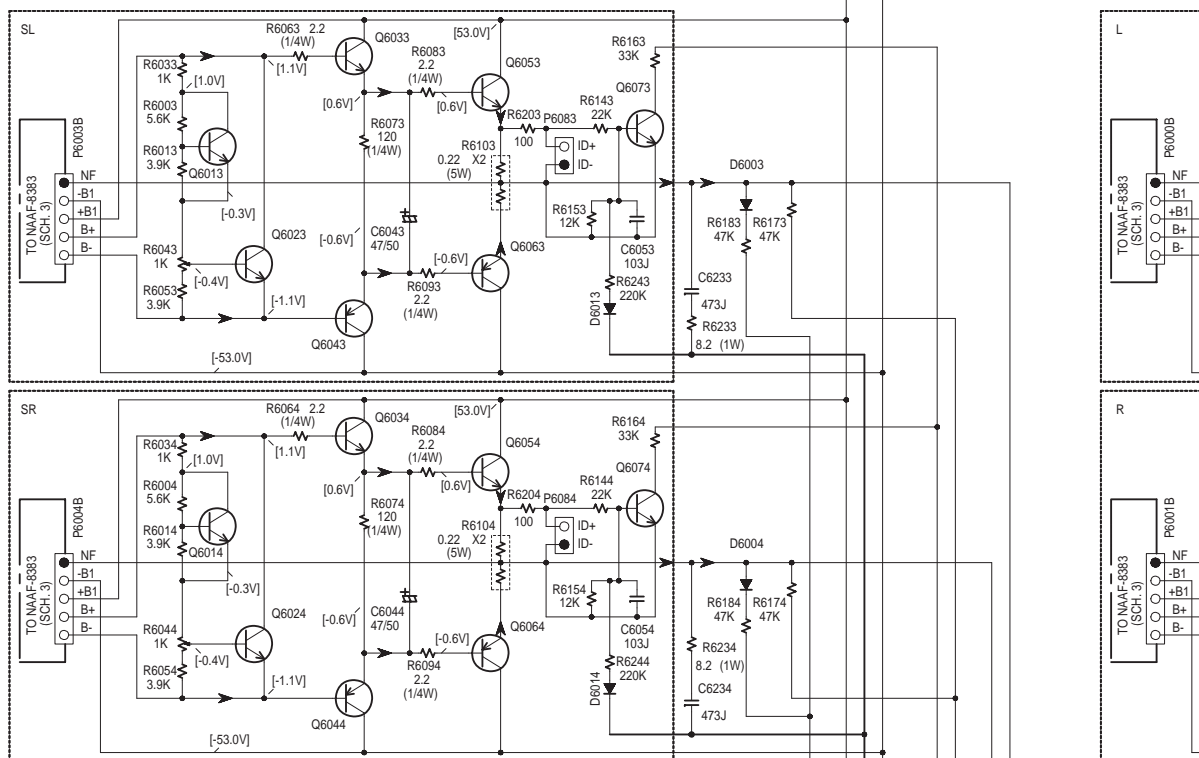 SL
R6063 2.2
(1/4W)
Q6033
[53.0V]
R6163
33K
L
R6033
1K
[1.0V]
[1.1V]
R6083
2.2
(1/4W)
Q6053
Q6073
R6003
5.6K
[0.6V]
[0.6V]
R6203
100
P6083
R6143
22K
P6003B
R6013
3.9K
Q6013
R6073
120
(1/4W)
R6103
0.22 X2
(5W)
ID+
ID-
D6003
P6000B
TO NAAF-8383
(SCH. 3)
NF
-B1
+B1
B+
B-
[-0.3V]
R6153
12K
R6183
47K
R6173
47K
TO NAAF-8383
(SCH. 3)
NF
-B1
+B1
B+
B-
Q6023
[-0.6V]
C6043
47/50
Q6063
C6053
103J
R6043
1K
[-0.4V]
[-0.6V]
R6243
220K
C6233
473J
R6053
3.9K
[-1.1V]
R6093
2.2
(1/4W)
D6013
R6233
8.2 (1W)
Q6043
[-53.0V]
SR
R6064 2.2
(1/4W)
Q6034
[53.0V]
R6164
33K
R
R6034
1K
[1.0V]
[1.1V]
R6084
2.2
(1/4W)
Q6054
Q6074
R6004
5.6K
[0.6V]
[0.6V]
R6204
100
P6084
R6144
22K
P6004B
R6014
3.9K
Q6014
R6074
120
(1/4W)
R6104
0.22 X2
(5W)
ID+
ID-
D6004
P6001B
TO NAAF-8383
(SCH. 3)
NF
-B1
+B1
B+
B-
[-0.3V]
R6154
12K
R6184
47K
R6174
47K
TO NAAF-8383
(SCH. 3)
NF
-B1
+B1
B+
B-
Q6024
[-0.6V]
C6044
47/50
Q6064
C6054
103J
R6044
1K
[-0.4V]
[-0.6V]
R6244
220K
R6234
8.2 (1W)
R6054
3.9K
[-1.1V]
R6094
2.2
(1/4W)
D6014
C6234
473J
Q6044
[-53.0V]